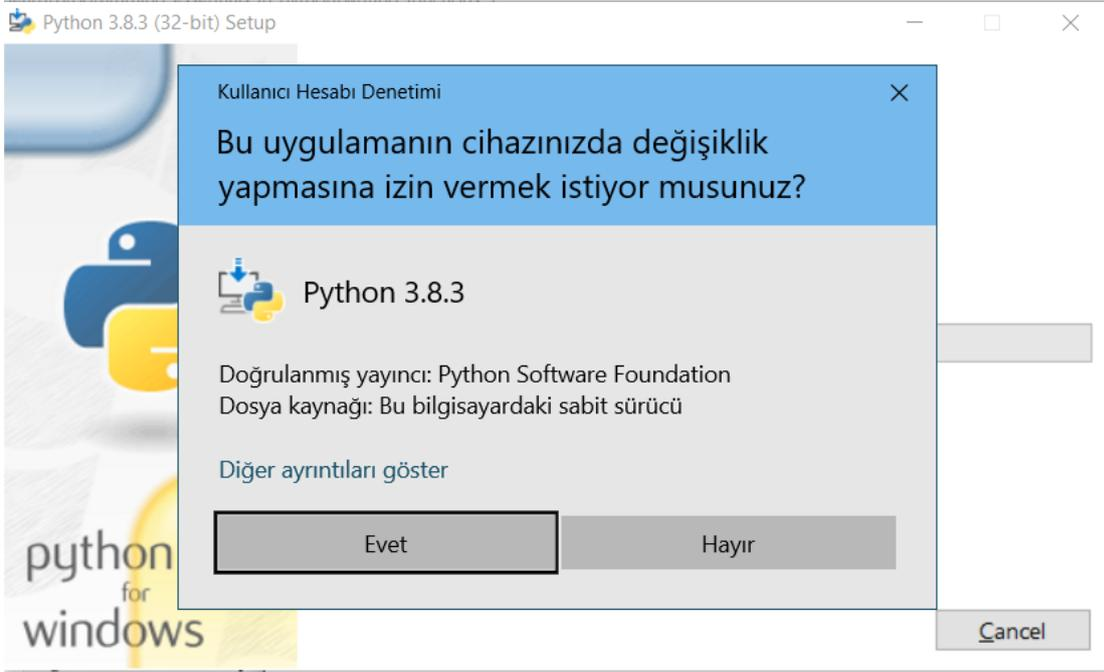 Python 3.8.3 (32-bit) Setup
Kullanıcı Hesabı Denetimi
Bu uygulamanın cihazınızda değişiklik
yapmasına izin vermek istiyor musunuz?
Python 3.8.3
Doğrulanmış yayıncı: Python Software Foundation
Dosya kaynağı: Bu bilgisayardaki sabit sürücü
Diğer ayrıntıları göster
Evet
Hayır
python
for
windows
Cancel